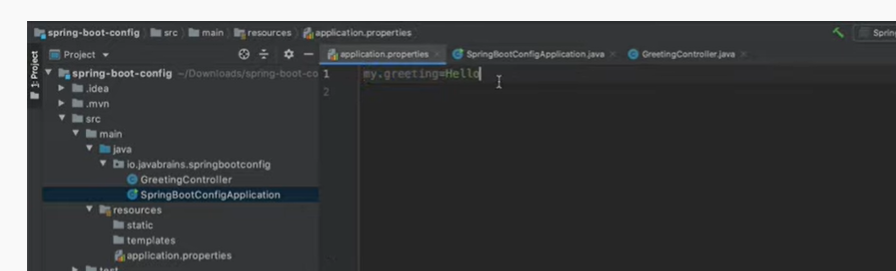 spring-boot-config src main resources application.properties Spring
Project application.properties SpringBootConfigApplication.java GreetingController.java
1: Project
spring-boot-config ~/Downloads/spring-boot-co 1 my.greeting=Hello
.idea 2
.mvn
src
main
java
io.javabrains.springbootconfig
GreetingController
SpringBootConfigApplication
resources
static
templates
application.properties
test